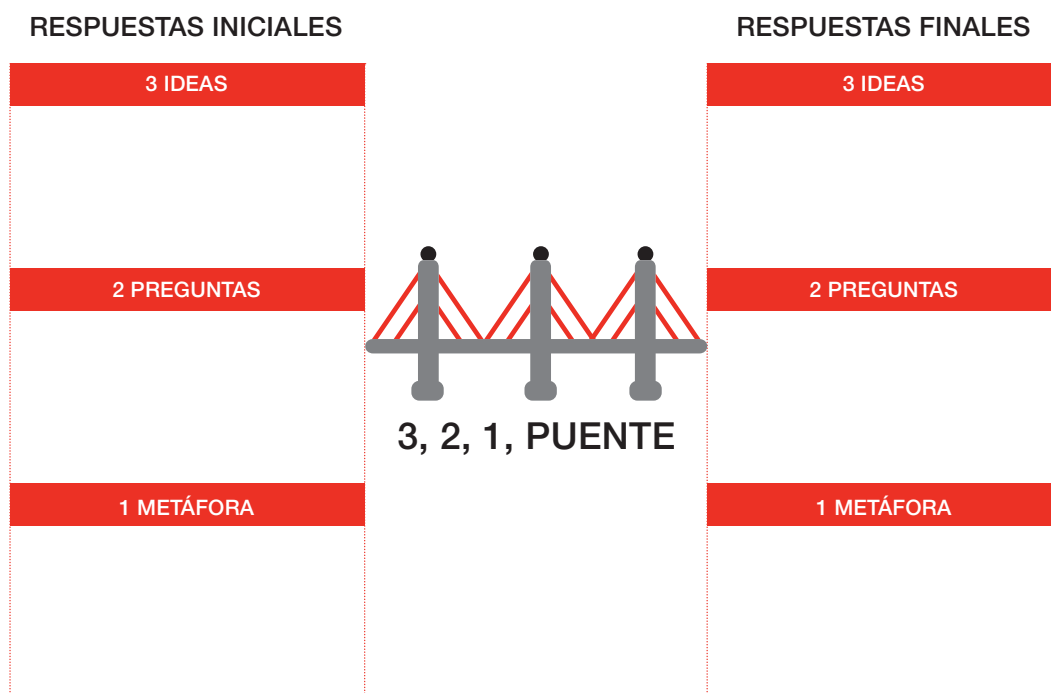 RESPUESTAS INICIALES
3 IDEAS
2 PREGUNTAS
1 METÁFORA
3, 2, 1, PUENTE
RESPUESTAS FINALES
3 IDEAS
2 PREGUNTAS
1 METÁFORA